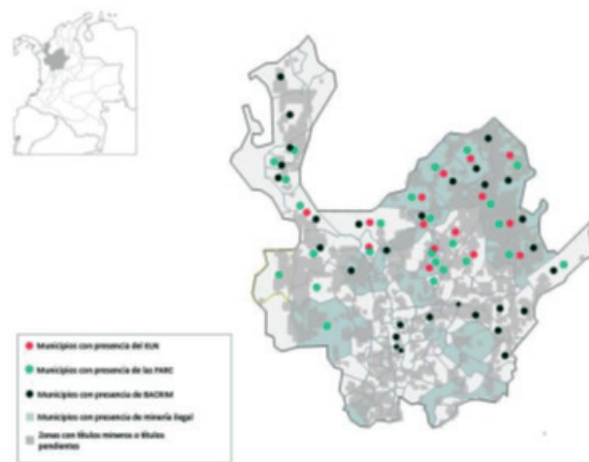 Municipios con presencia del ELN
Municipios con presencia de las FARC
Municipios con presencia de BACRIM
Municipios con presencia de minería ilegal
Zonas con títulos mineros o títulos
pendientes